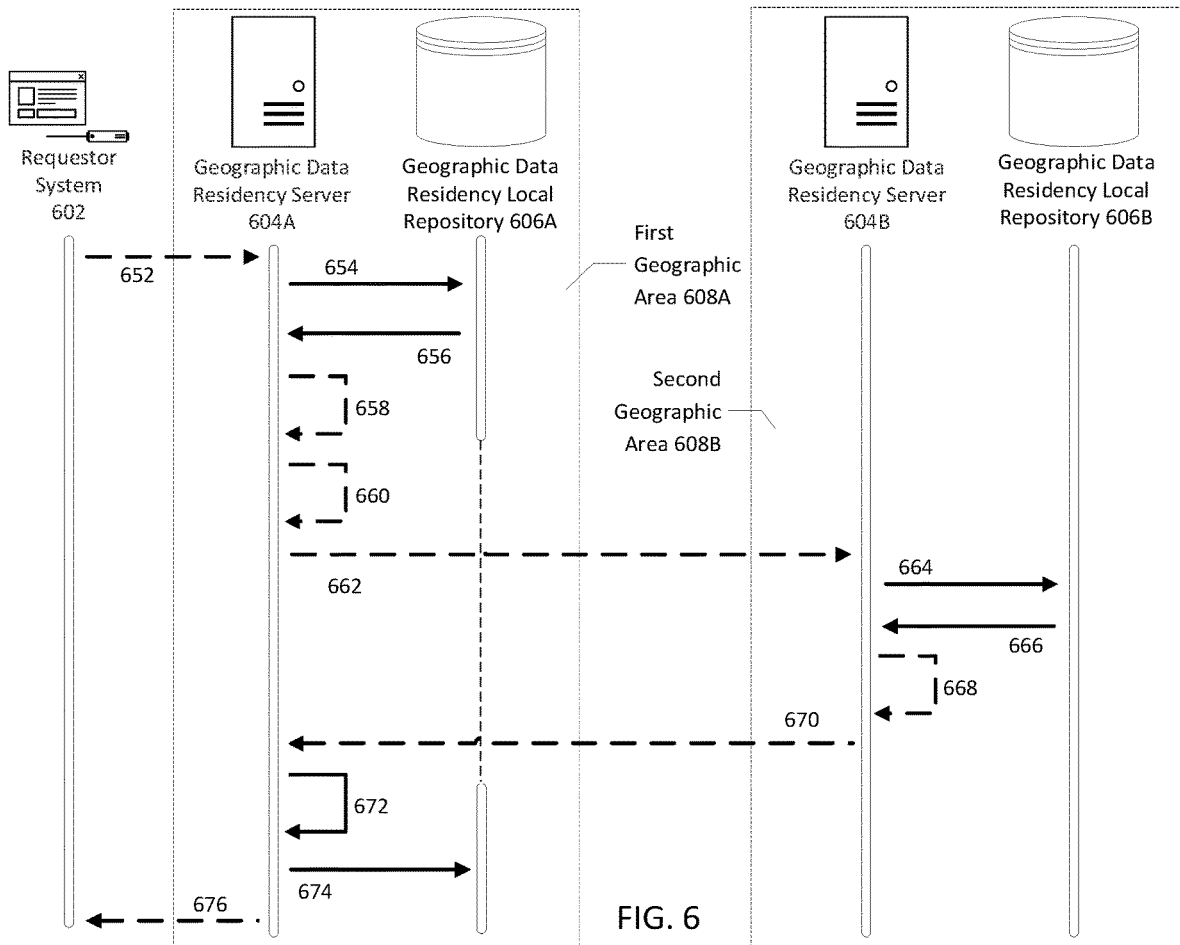 Requestor
System
602
Geographic Data
Residency Server
604A
Geographic Data
Residency Local
Repository 606A
Geographic Data
Residency Server
604B
Geographic Data
Residency Local
Repository 606B
First
Geographic
Area 608A
Second
Geographic
Area 608B
652
654
656
658
660
662
664
666
668
670
672
674
676
FIG. 6